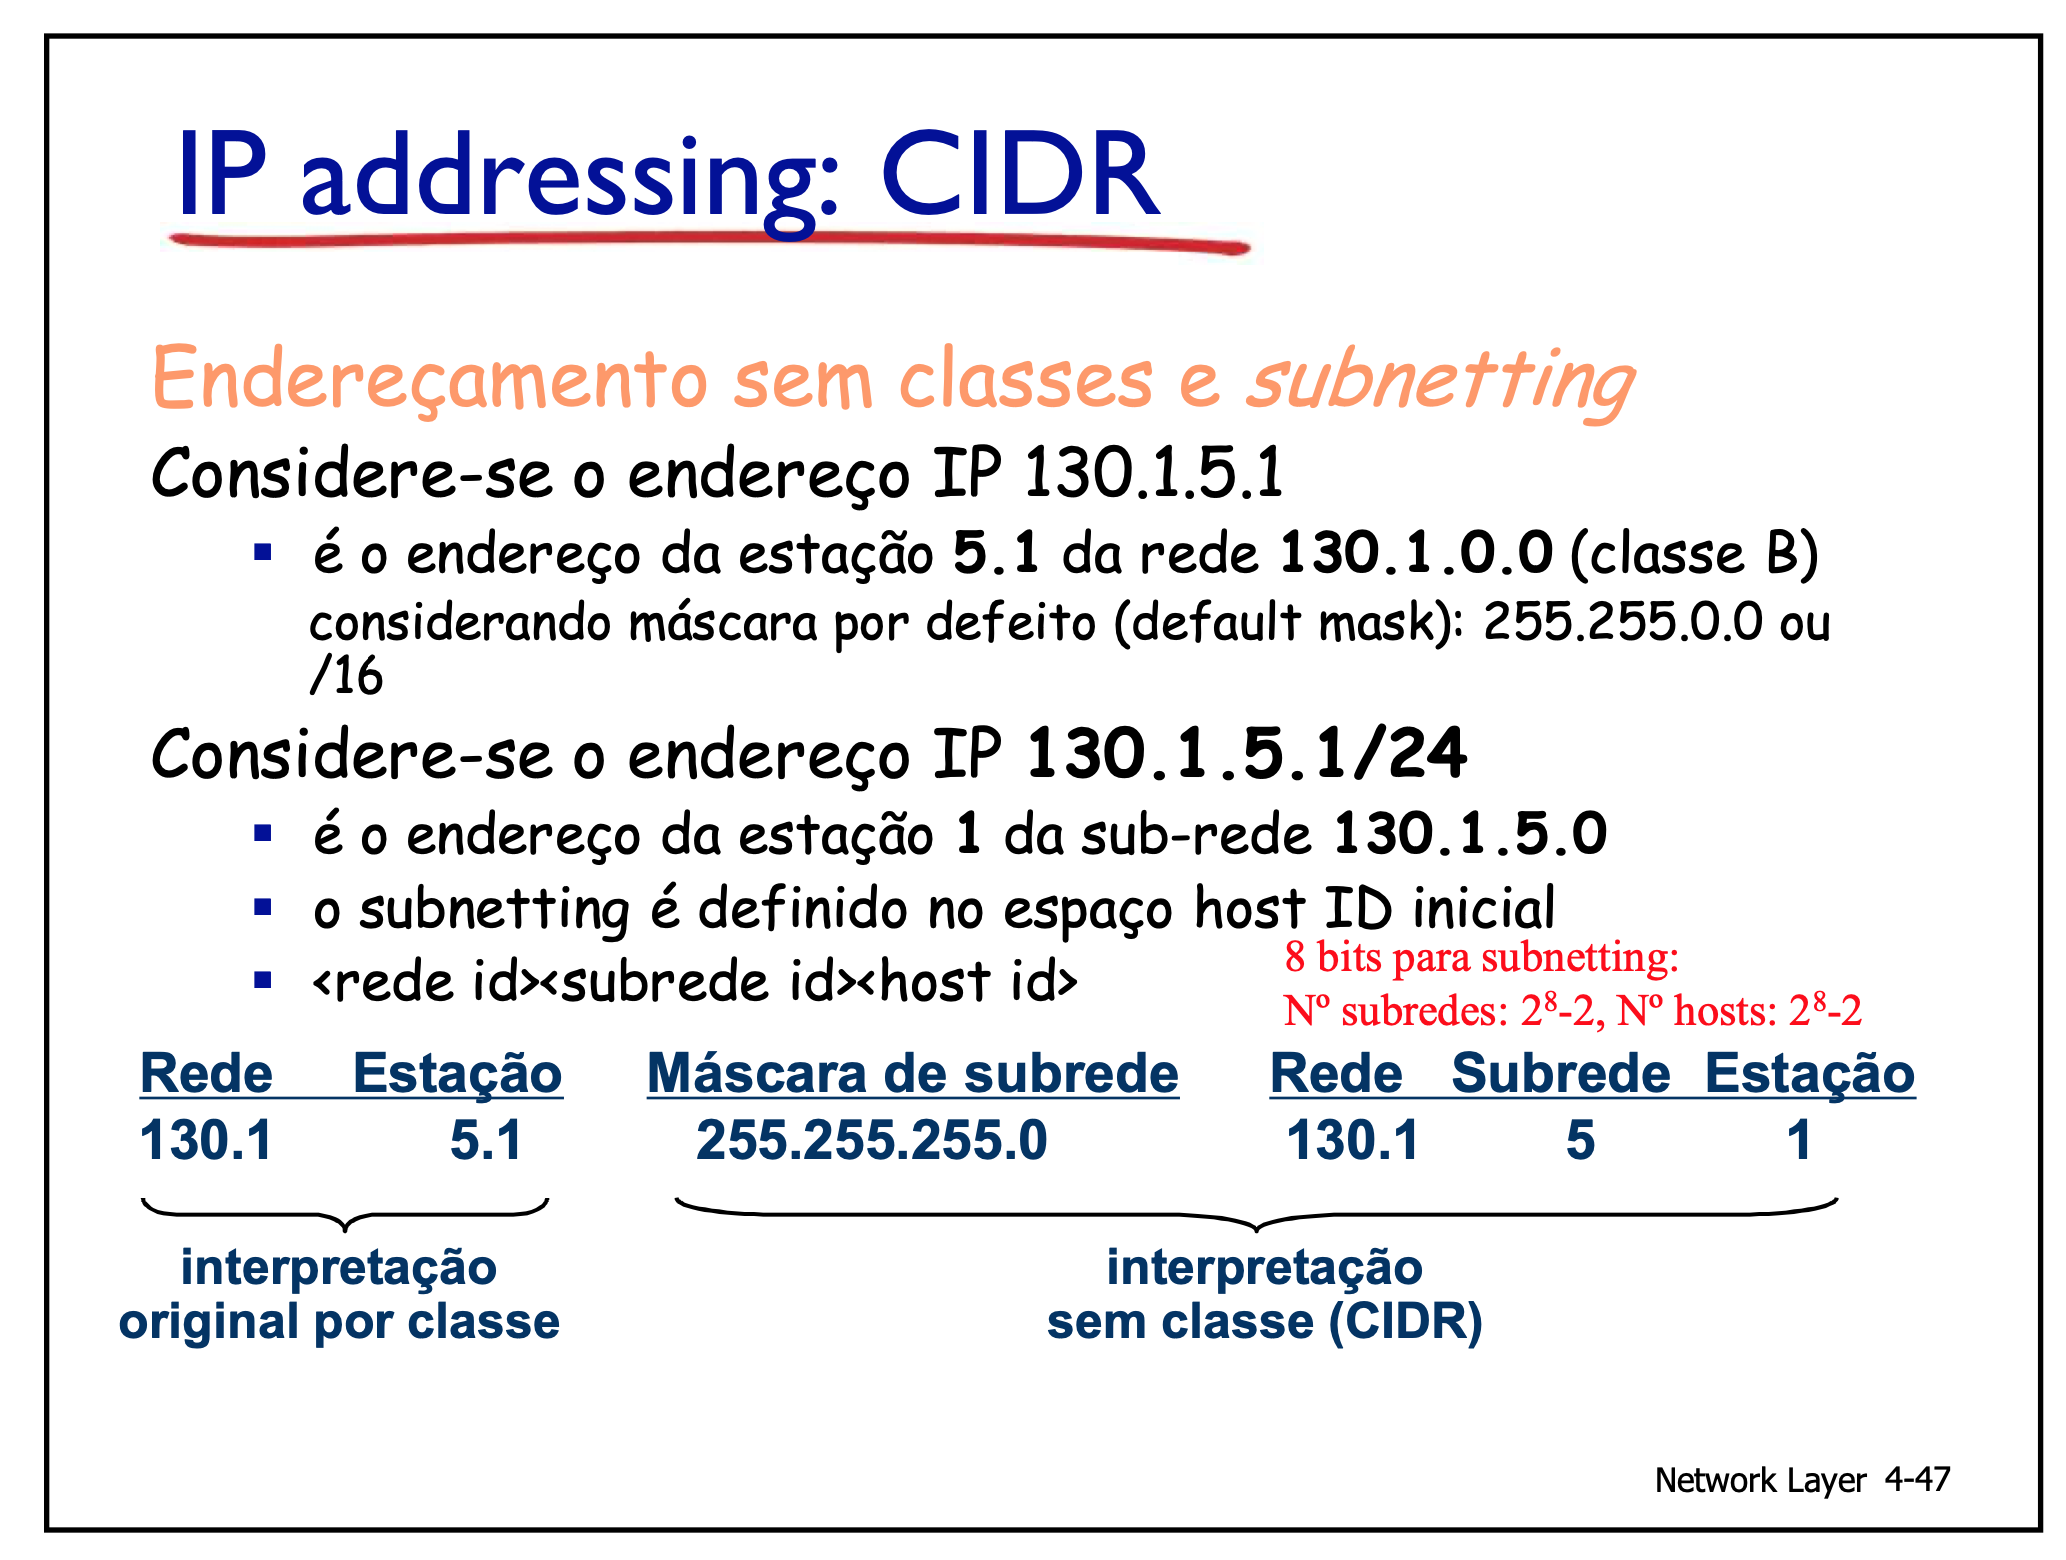 IP addressing: CIDR
Endereçamento sem classes e subnetting
Considere-se o endereço IP 130.1.5.1
▪ é o endereço da estação 5.1 da rede 130.1.0.0 (classe B)
considerando máscara por defeito (default mask): 255.255.0.0 ou
/16
Considere-se o endereço IP 130.1.5.1/24
▪ é o endereço da estação 1 da sub-rede 130.1.5.0
▪ o subnetting é definido no espaço host ID inicial
▪ <rede id><subrede id><host id>
8 bits para subnetting:
Nº subredes: 2⁸-2, Nº hosts: 2⁸-2
Rede Estação Máscara de subrede Rede Subrede Estação
130.1 5.1 255.255.255.0 130.1 5 1
interpretação
original por classe
interpretação
sem classe (CIDR)
Network Layer 4-47